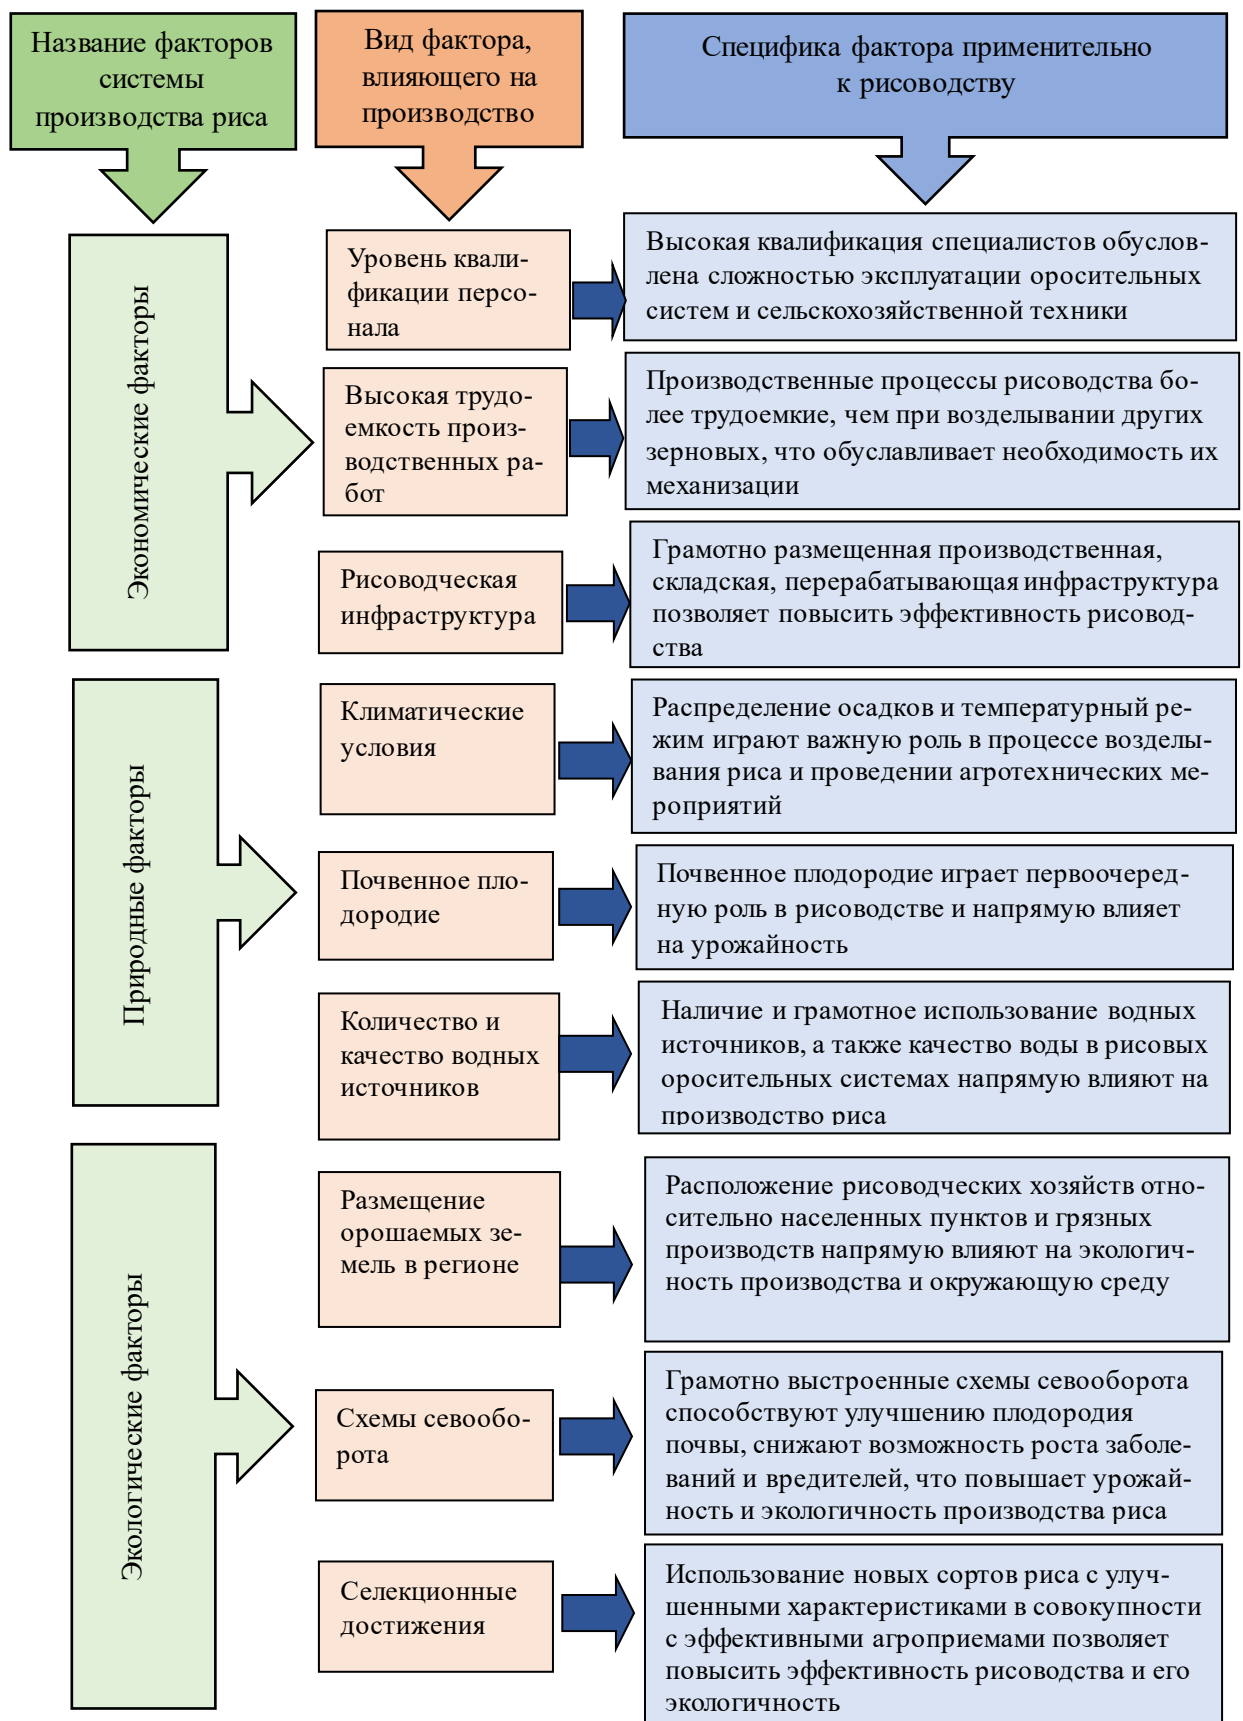 Название факторов
системы
производства риса
Вид фактора,
влияющего на
производство
Специфика фактора применительно
к рисоводству
Экономические факторы
Уровень квали-
фикации персо-
нала
Высокая квалификация специалистов обуслов-
лена сложностью эксплуатации оросительных
систем и сельскохозяйственной техники
Высокая трудо-
емкость произ-
водственных ра-
бот
Производственные процессы рисоводства бо-
лее трудоемкие, чем при возделывании других
зерновых, что обуславливает необходимость их
механизации
Рисоводческая
инфраструктура
Грамотно размещенная производственная,
складская, перерабатывающая инфраструктура
позволяет повысить эффективность рисовод-
ства
Природные факторы
Климатические
условия
Распределение осадков и температурный ре-
жим играют важную роль в процессе возделы-
вания риса и проведении агротехнических ме-
роприятий
Почвенное пло-
дородие
Почвенное плодородие играет первоочеред-
ную роль в рисоводстве и напрямую влияет
на урожайность
Количество и
качество водных
источников
Наличие и грамотное использование водных
источников, а также качество воды в рисовых
оросительных системах напрямую влияют на
производство риса
Экологические факторы
Размещение
орошаемых зе-
мель в регионе
Расположение рисоводческих хозяйств отно-
сительно населенных пунктов и грязных
производств напрямую влияют на экологич-
ность производства и окружающую среду
Схемы севообо-
рота
Грамотно выстроенные схемы севооборота
способствуют улучшению плодородия
почвы, снижают возможность роста заболе-
ваний и вредителей, что повышает урожай-
ность и экологичность производства риса
Селекционные
достижения
Использование новых сортов риса с улуч-
шенными характеристиками в совокупности
с эффективными агроприемами позволяет
повысить эффективность рисоводства и его
экологичность